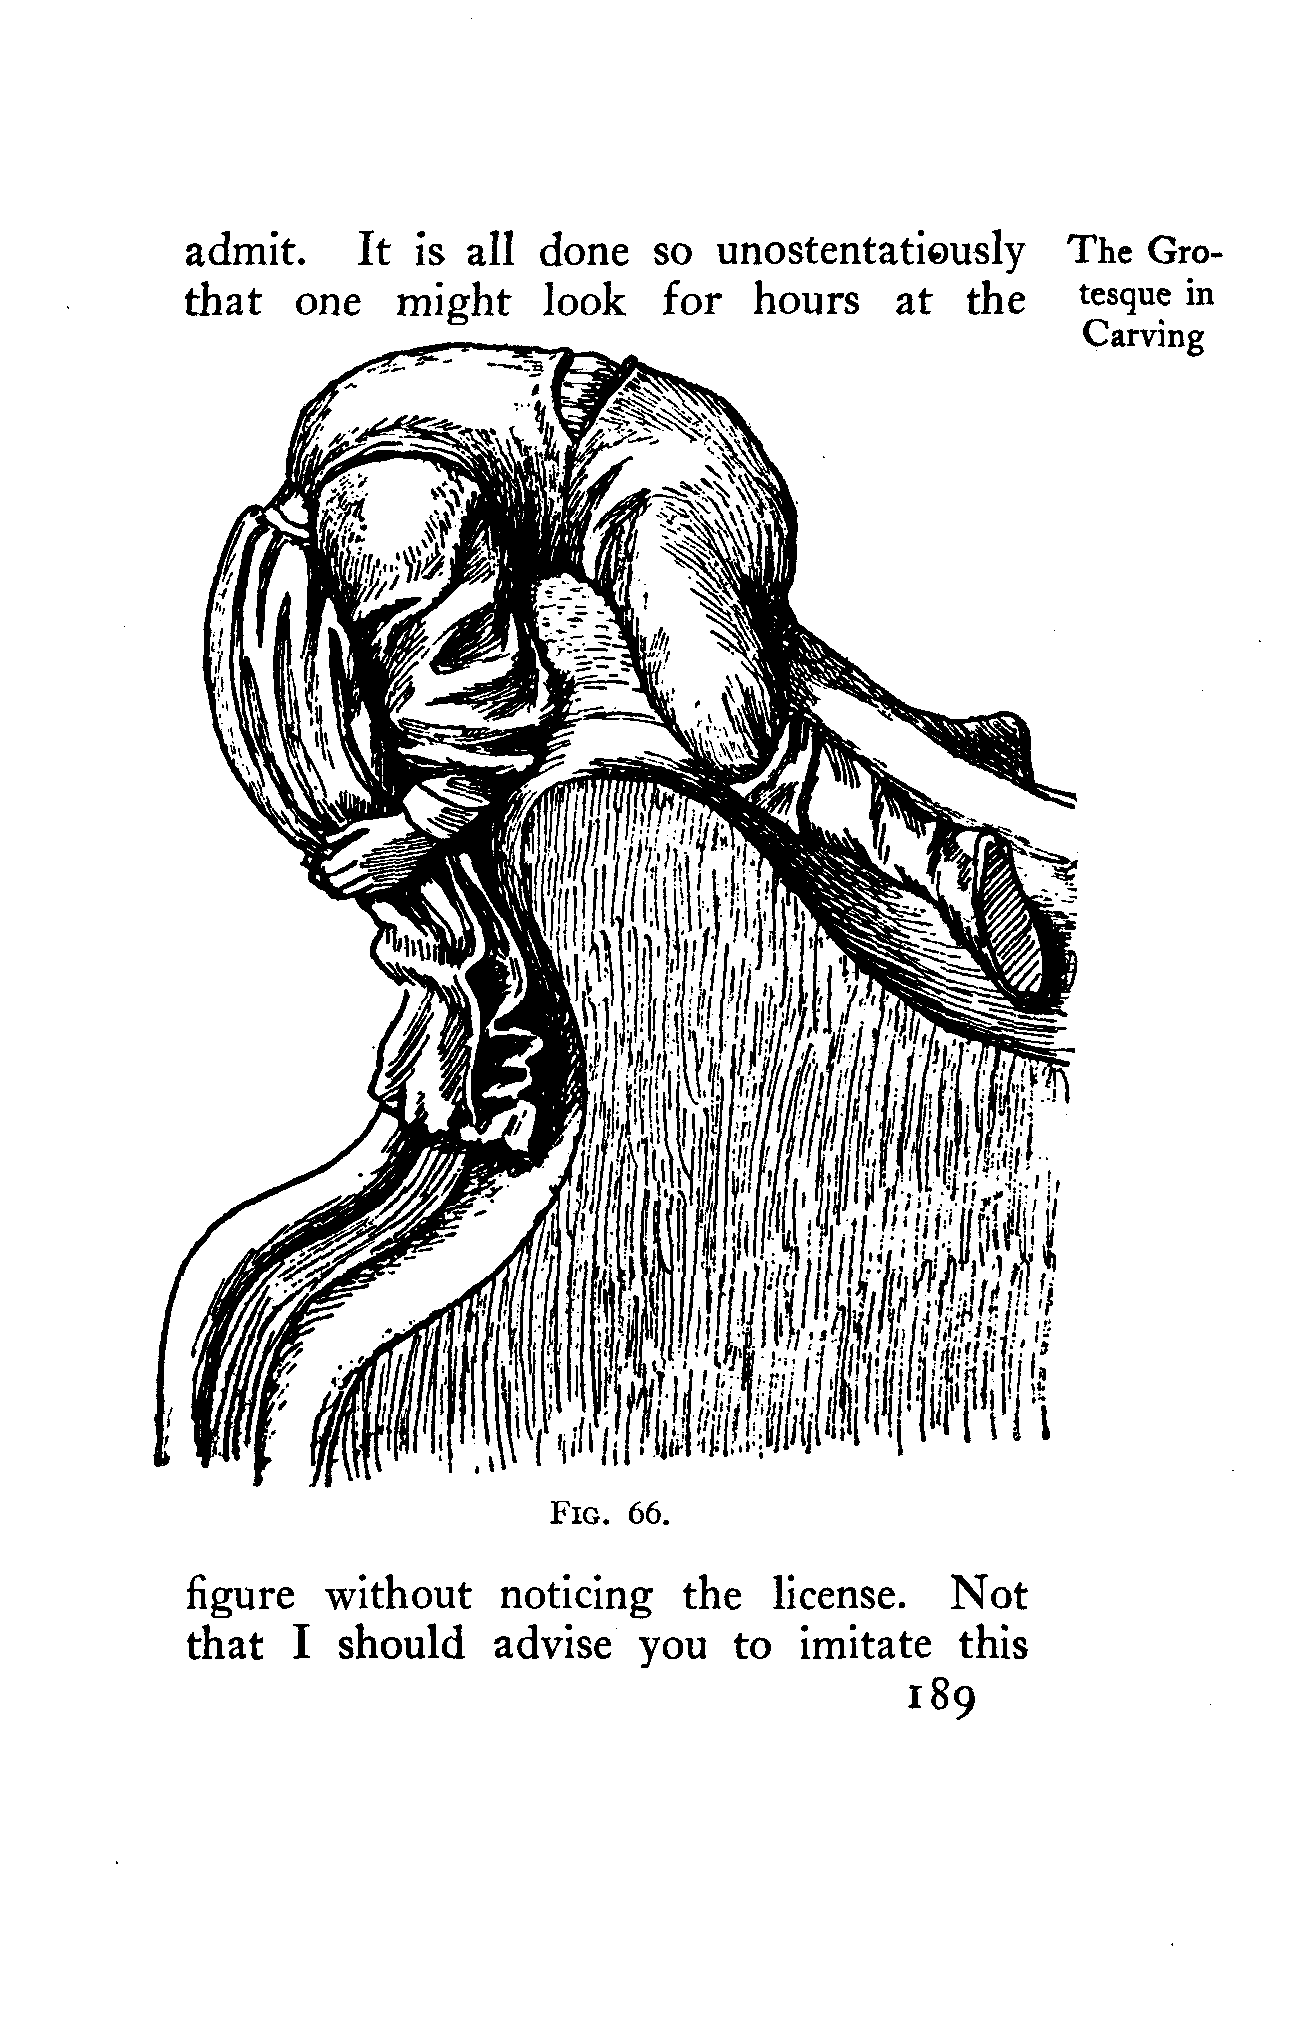 admit. It is all done so unostentatiously
that one might look for hours at the
The Gro-
tesque in
Carving
FIG. 66.
figure without noticing the license. Not
that I should advise you to imitate this
189